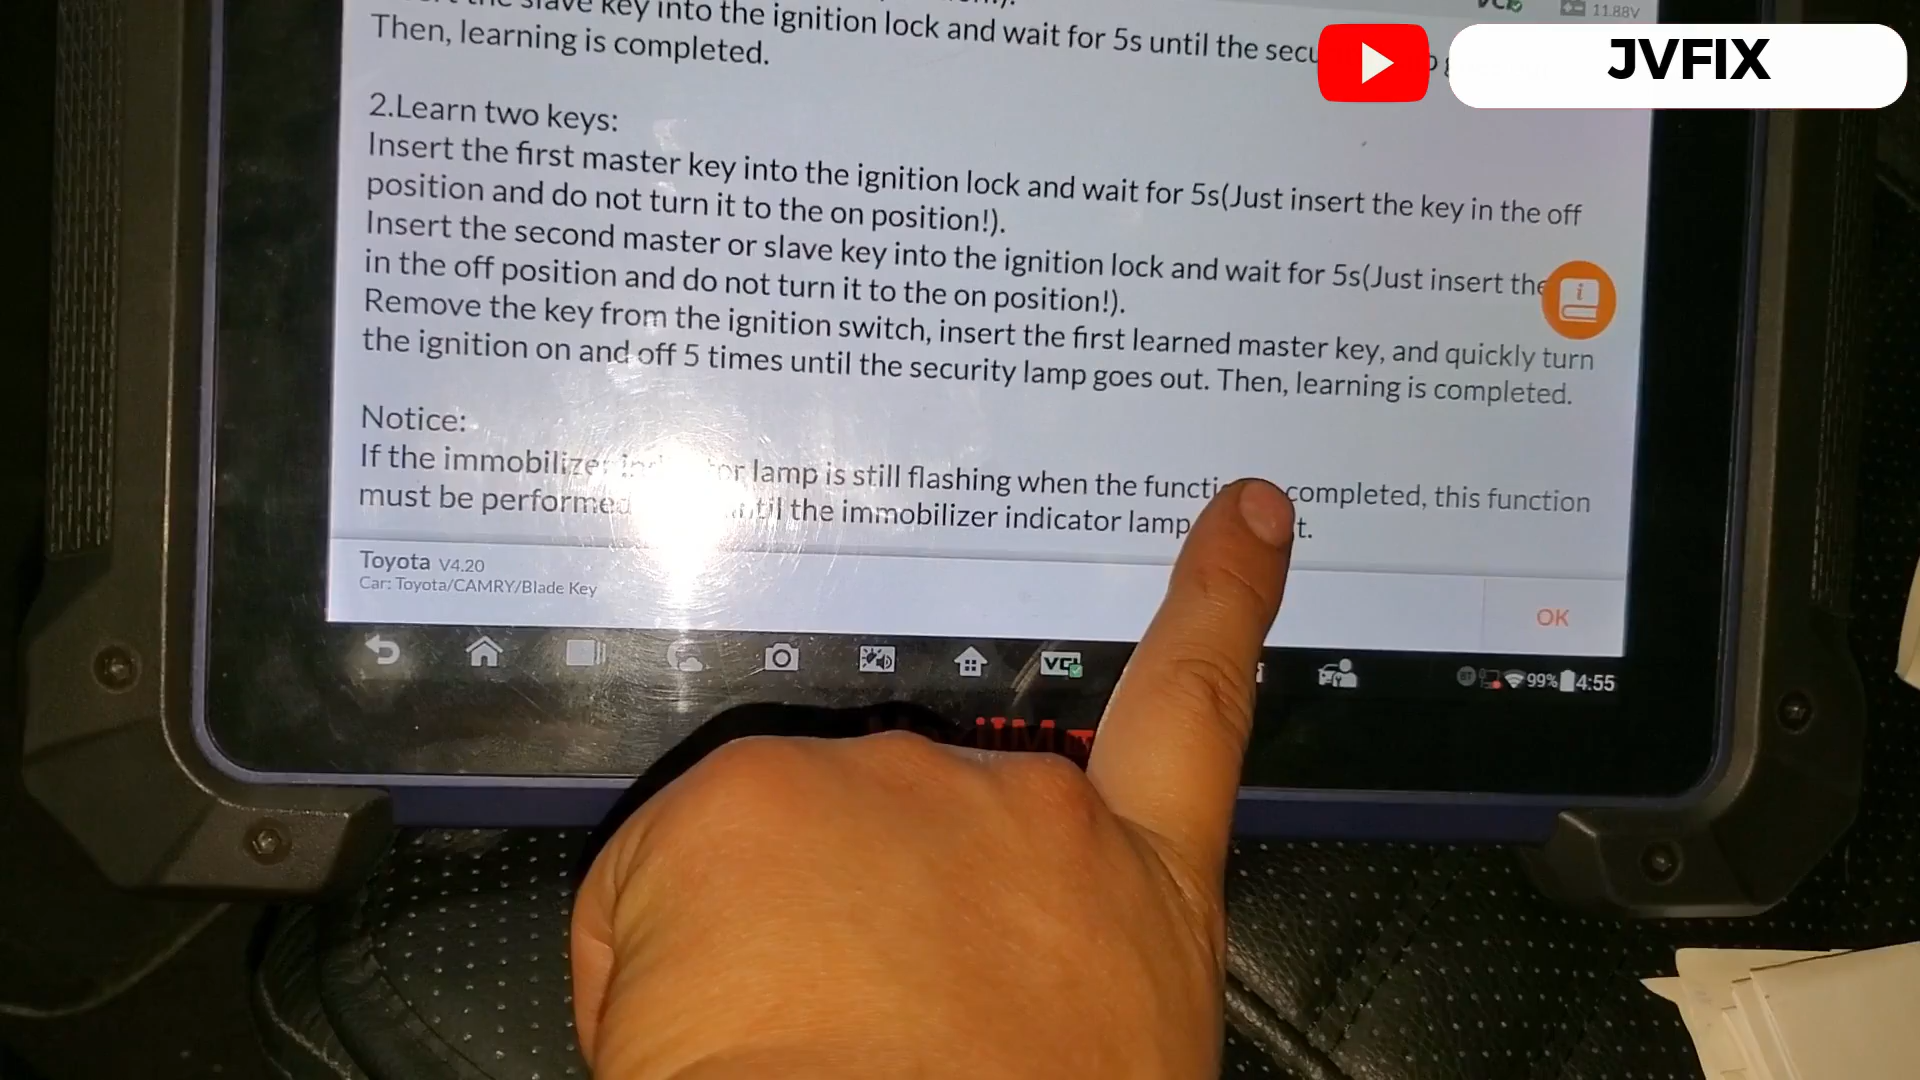 slave key into the ignition lock and wait for 5s until the
Then, learning is completed.
2.Learn two keys:
Insert the first master key into the ignition lock and wait for 5s(Just insert the key in the off
position and do not turn it to the on position!).
Insert the second master or slave key into the ignition lock and wait for 5s(Just insert the
in the off position and do not turn it to the on position!).
Remove the key from the ignition switch, insert the first learned master key, and quickly turn
the ignition on and off 5 times until the security lamp goes out. Then, learning is completed.
Notice:
If the immobilizer lamp is still flashing when the completed, this function
must be performed the immobilizer indicator lamp
Toyota V4.20
Car: Toyota/CAMRY/Blade Key
OK
VCI
99% 4:55
11.88V
JVFIX